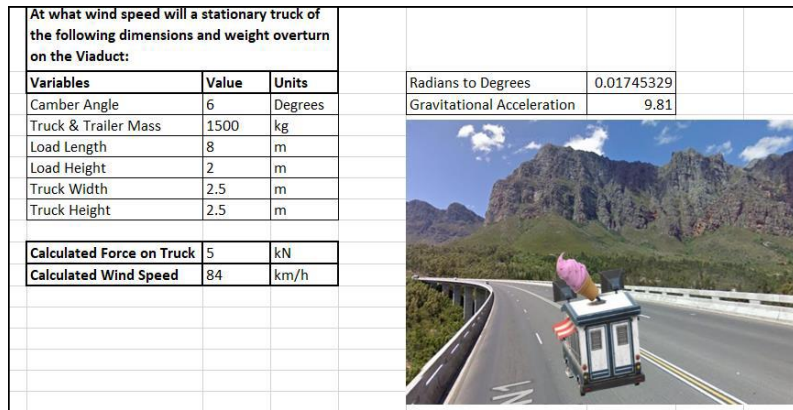 At what wind speed will a stationary truck of
the following dimensions and weight overturn
on the Viaduct:
Variables Value Units
Camber Angle 6 Degrees
Truck & Trailer Mass 1500 kg
Load Length 8 m
Load Height 2 m
Truck Width 2.5 m
Truck Height 2.5 m
Calculated Force on Truck 5 kN
Calculated Wind Speed 84 km/h
Radians to Degrees 0.01745329
Gravitational Acceleration 9.81
N1